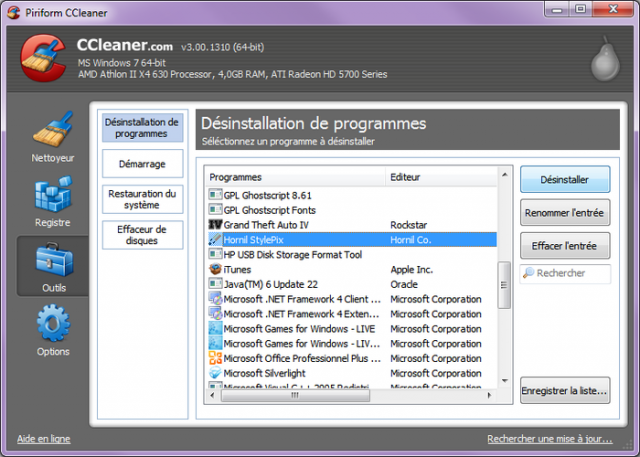 Piriform CCleaner
CCleaner.com v3.00.1310 (64-bit)
MS Windows 7 64-bit
AMD Athlon II X4 630 Processor, 4,0GB RAM, ATI Radeon HD 5700 Series
Nettoyeur
Registre
Outils
Options
Désinstallation de
programmes
Démarrage
Restauration du
système
Effaceur de
disques
Désinstallation de programmes
Séléctionnez un programme à désinstaller
Programmes Editeur
GPL Ghostscript 8.61
GPL Ghostscript Fonts
IV Grand Theft Auto IV Rockstar
Hornil StylePix Hornil Co.
HP USB Disk Storage Format Tool
iTunes Apple Inc.
Java(TM) 6 Update 22 Oracle
Microsoft .NET Framework 4 Client ... Microsoft Corporation
Microsoft .NET Framework 4 Exten... Microsoft Corporation
Microsoft Games for Windows - LIVE Microsoft Corporation
Microsoft Games for Windows - LIV... Microsoft Corporation
Microsoft Office Professionnel Plus ... Microsoft Corporation
Microsoft Silverlight Microsoft Corporation
Microsoft Visual C++ 2005 Redistri... Microsoft Corporation
Désinstaller
Renommer l'entrée
Effacer l'entrée
Rechercher
Enregistrer la liste...
Aide en ligne
Rechercher une mise à jour...